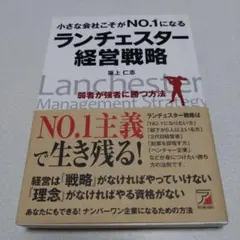 小さな会社こそがNO.1になる
ランチェスター
経営戦略
坂上 仁志
Lanchester
Management Strategy
弱者が強者に勝つ方法
NO.1主義
で生き残る!
経営は「戦略」がなければやっていけない
「理念」がなければやる資格がない
あなたにもできる!ナンバーワン企業になるための方法
ランチェスター戦略は